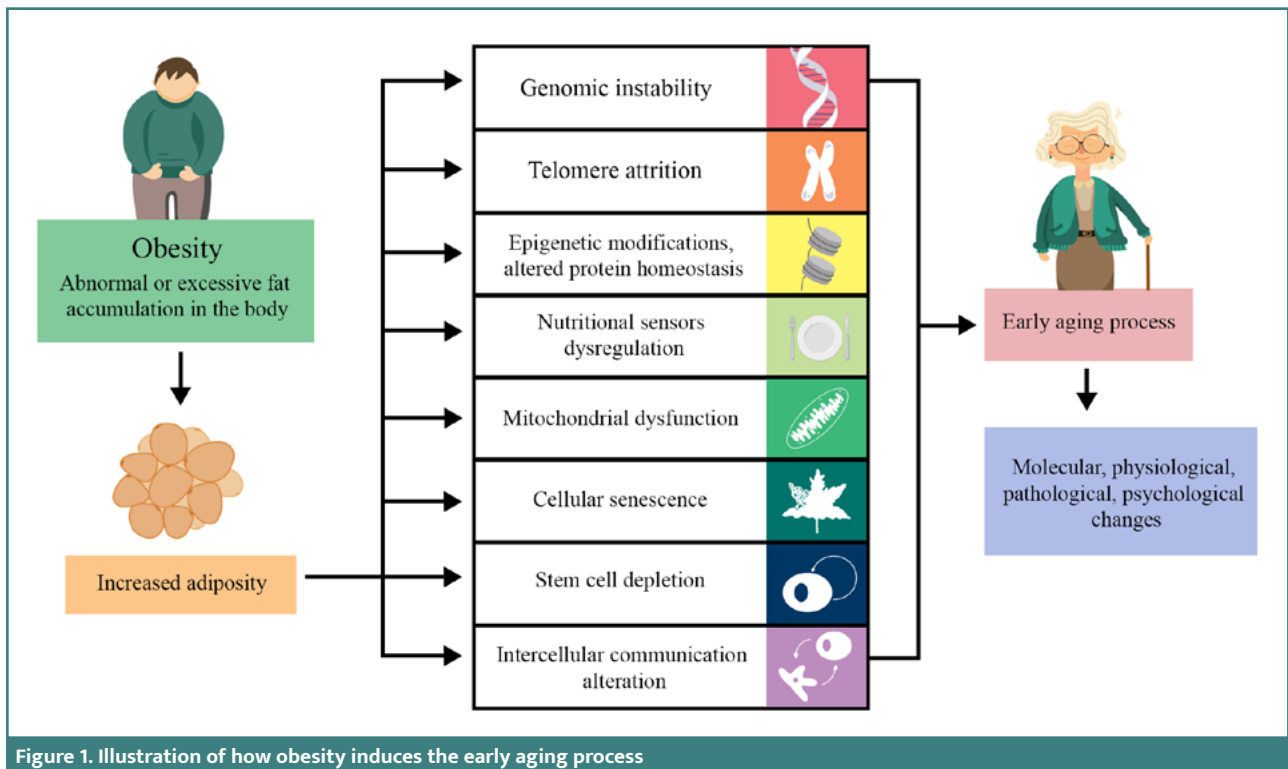 Obesity
Abnormal or excessive fat
accumulation in the body
Increased adiposity
Genomic instability
Telomere attrition
Epigenetic modifications,
altered protein homeostasis
Nutritional sensors
dysregulation
Mitochondrial dysfunction
Cellular senescence
Stem cell depletion
Intercellular communication
alteration
Early aging process
Molecular, physiological,
pathological, psychological
changes
Figure 1. Illustration of how obesity induces the early aging process